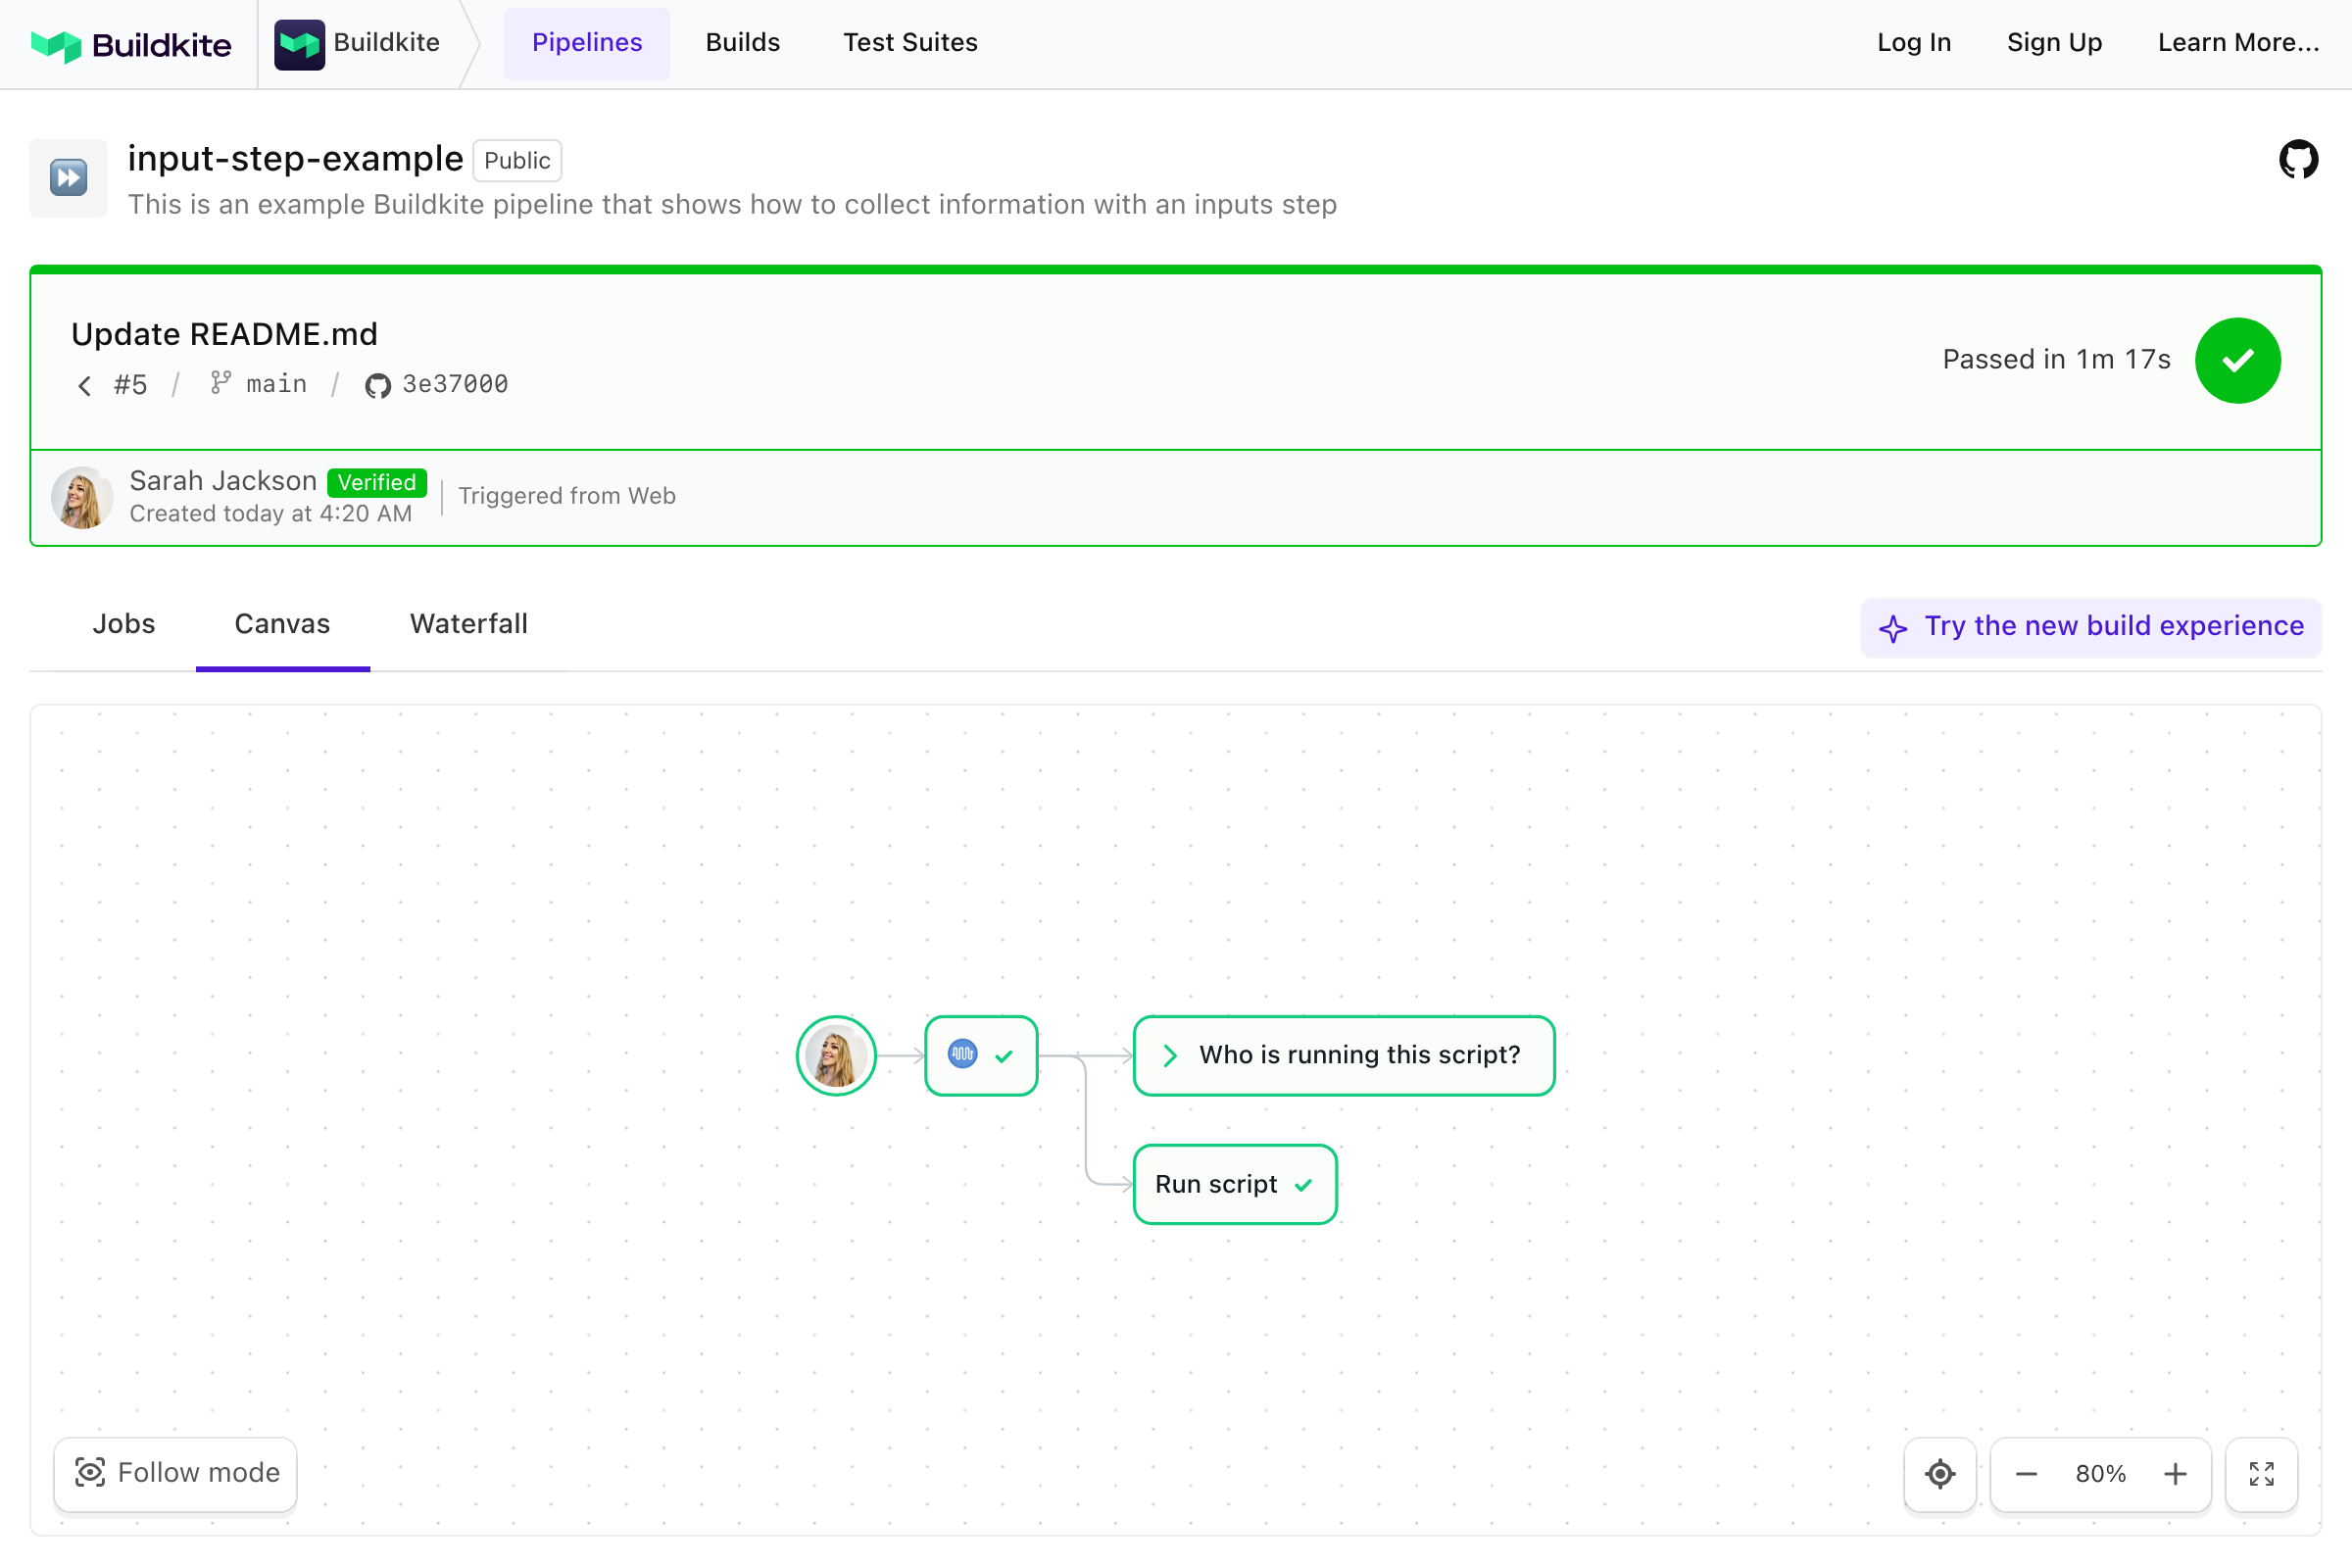 Buildkite
Buildkite
Pipelines
Builds
Test Suites
Log In
Sign Up
Learn More...
input-step-example
Public
This is an example Buildkite pipeline that shows how to collect information with an inputs step
Update README.md
#5 / main / 3e37000
Passed in 1m 17s
Sarah Jackson Verified
Created today at 4:20 AM
Triggered from Web
Jobs
Canvas
Waterfall
Try the new build experience
Who is running this script?
Run script
Follow mode
80%